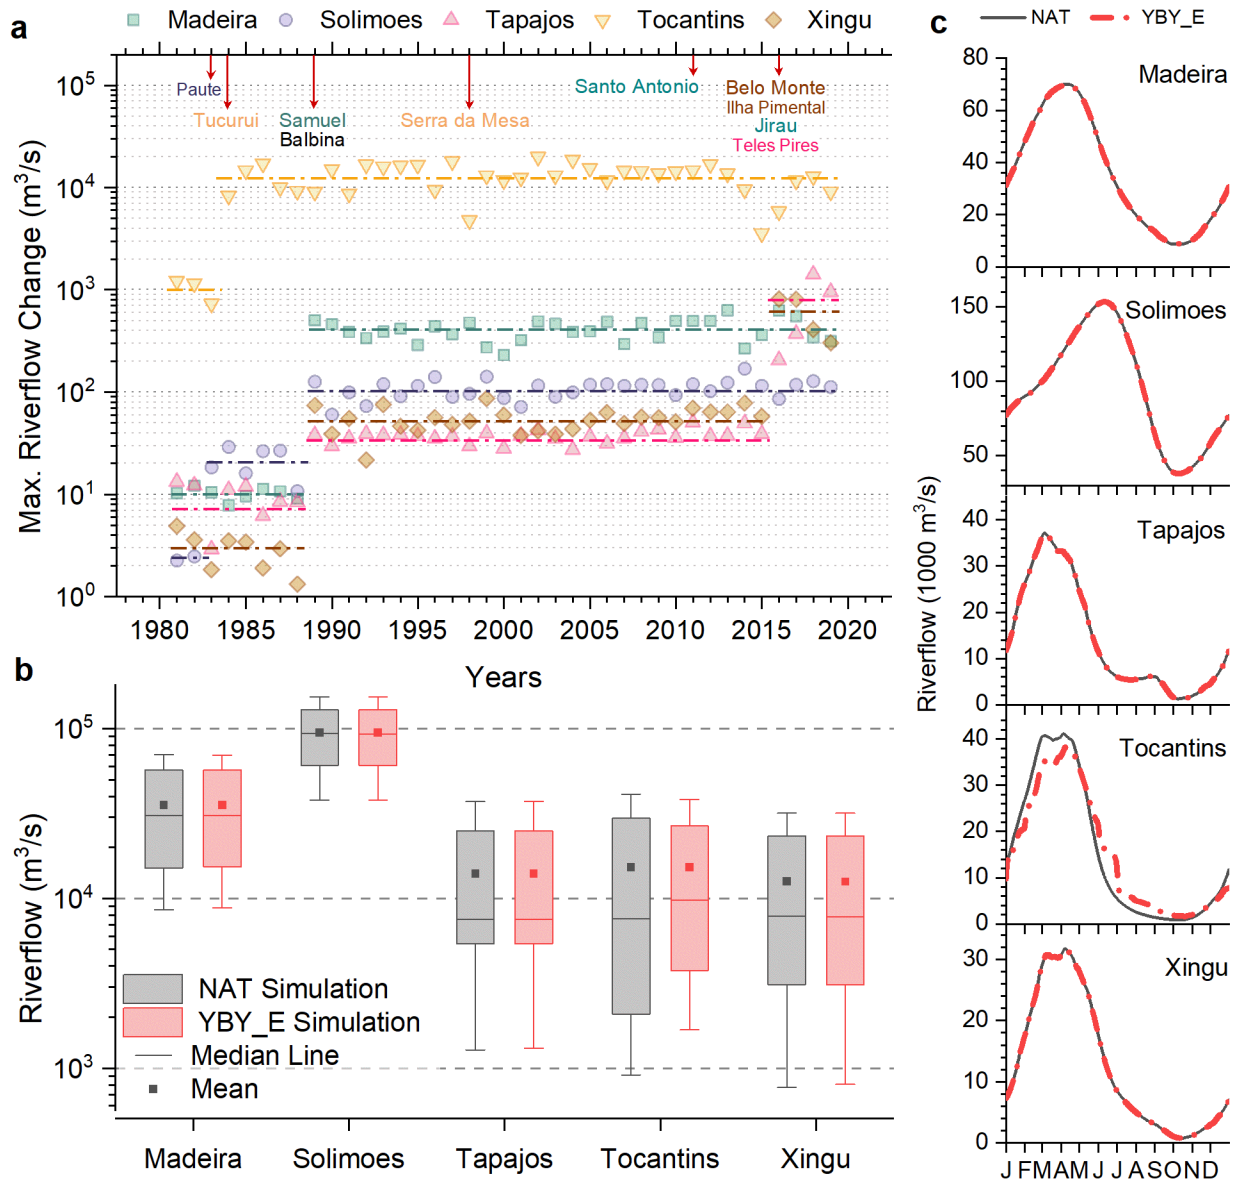 a
Madeira Solimoes Tapajos Tocantins Xingu
Max. Riverflow Change (m³/s)
10⁵
10⁴
10³
10²
10¹
10⁰
Paute
Tucurui
Samuel
Balbina
Serra da Mesa
Santo Antonio
Belo Monte
Ilha Pimental
Jirau
Teles Pires
1980 1985 1990 1995 2000 2005 2010 2015 2020
Years
b
Riverflow (m³/s)
10⁵
10⁴
10³
NAT Simulation
YBY_E Simulation
Median Line
Mean
Madeira Solimoes Tapajos Tocantins Xingu
c
NAT YBY_E
Riverflow (1000 m³/s)
Madeira
80
60
40
20
0
Solimoes
150
100
50
Tapajos
40
30
20
10
0
Tocantins
40
30
20
10
0
Xingu
30
20
10
0
J F M A M J J A S O N D